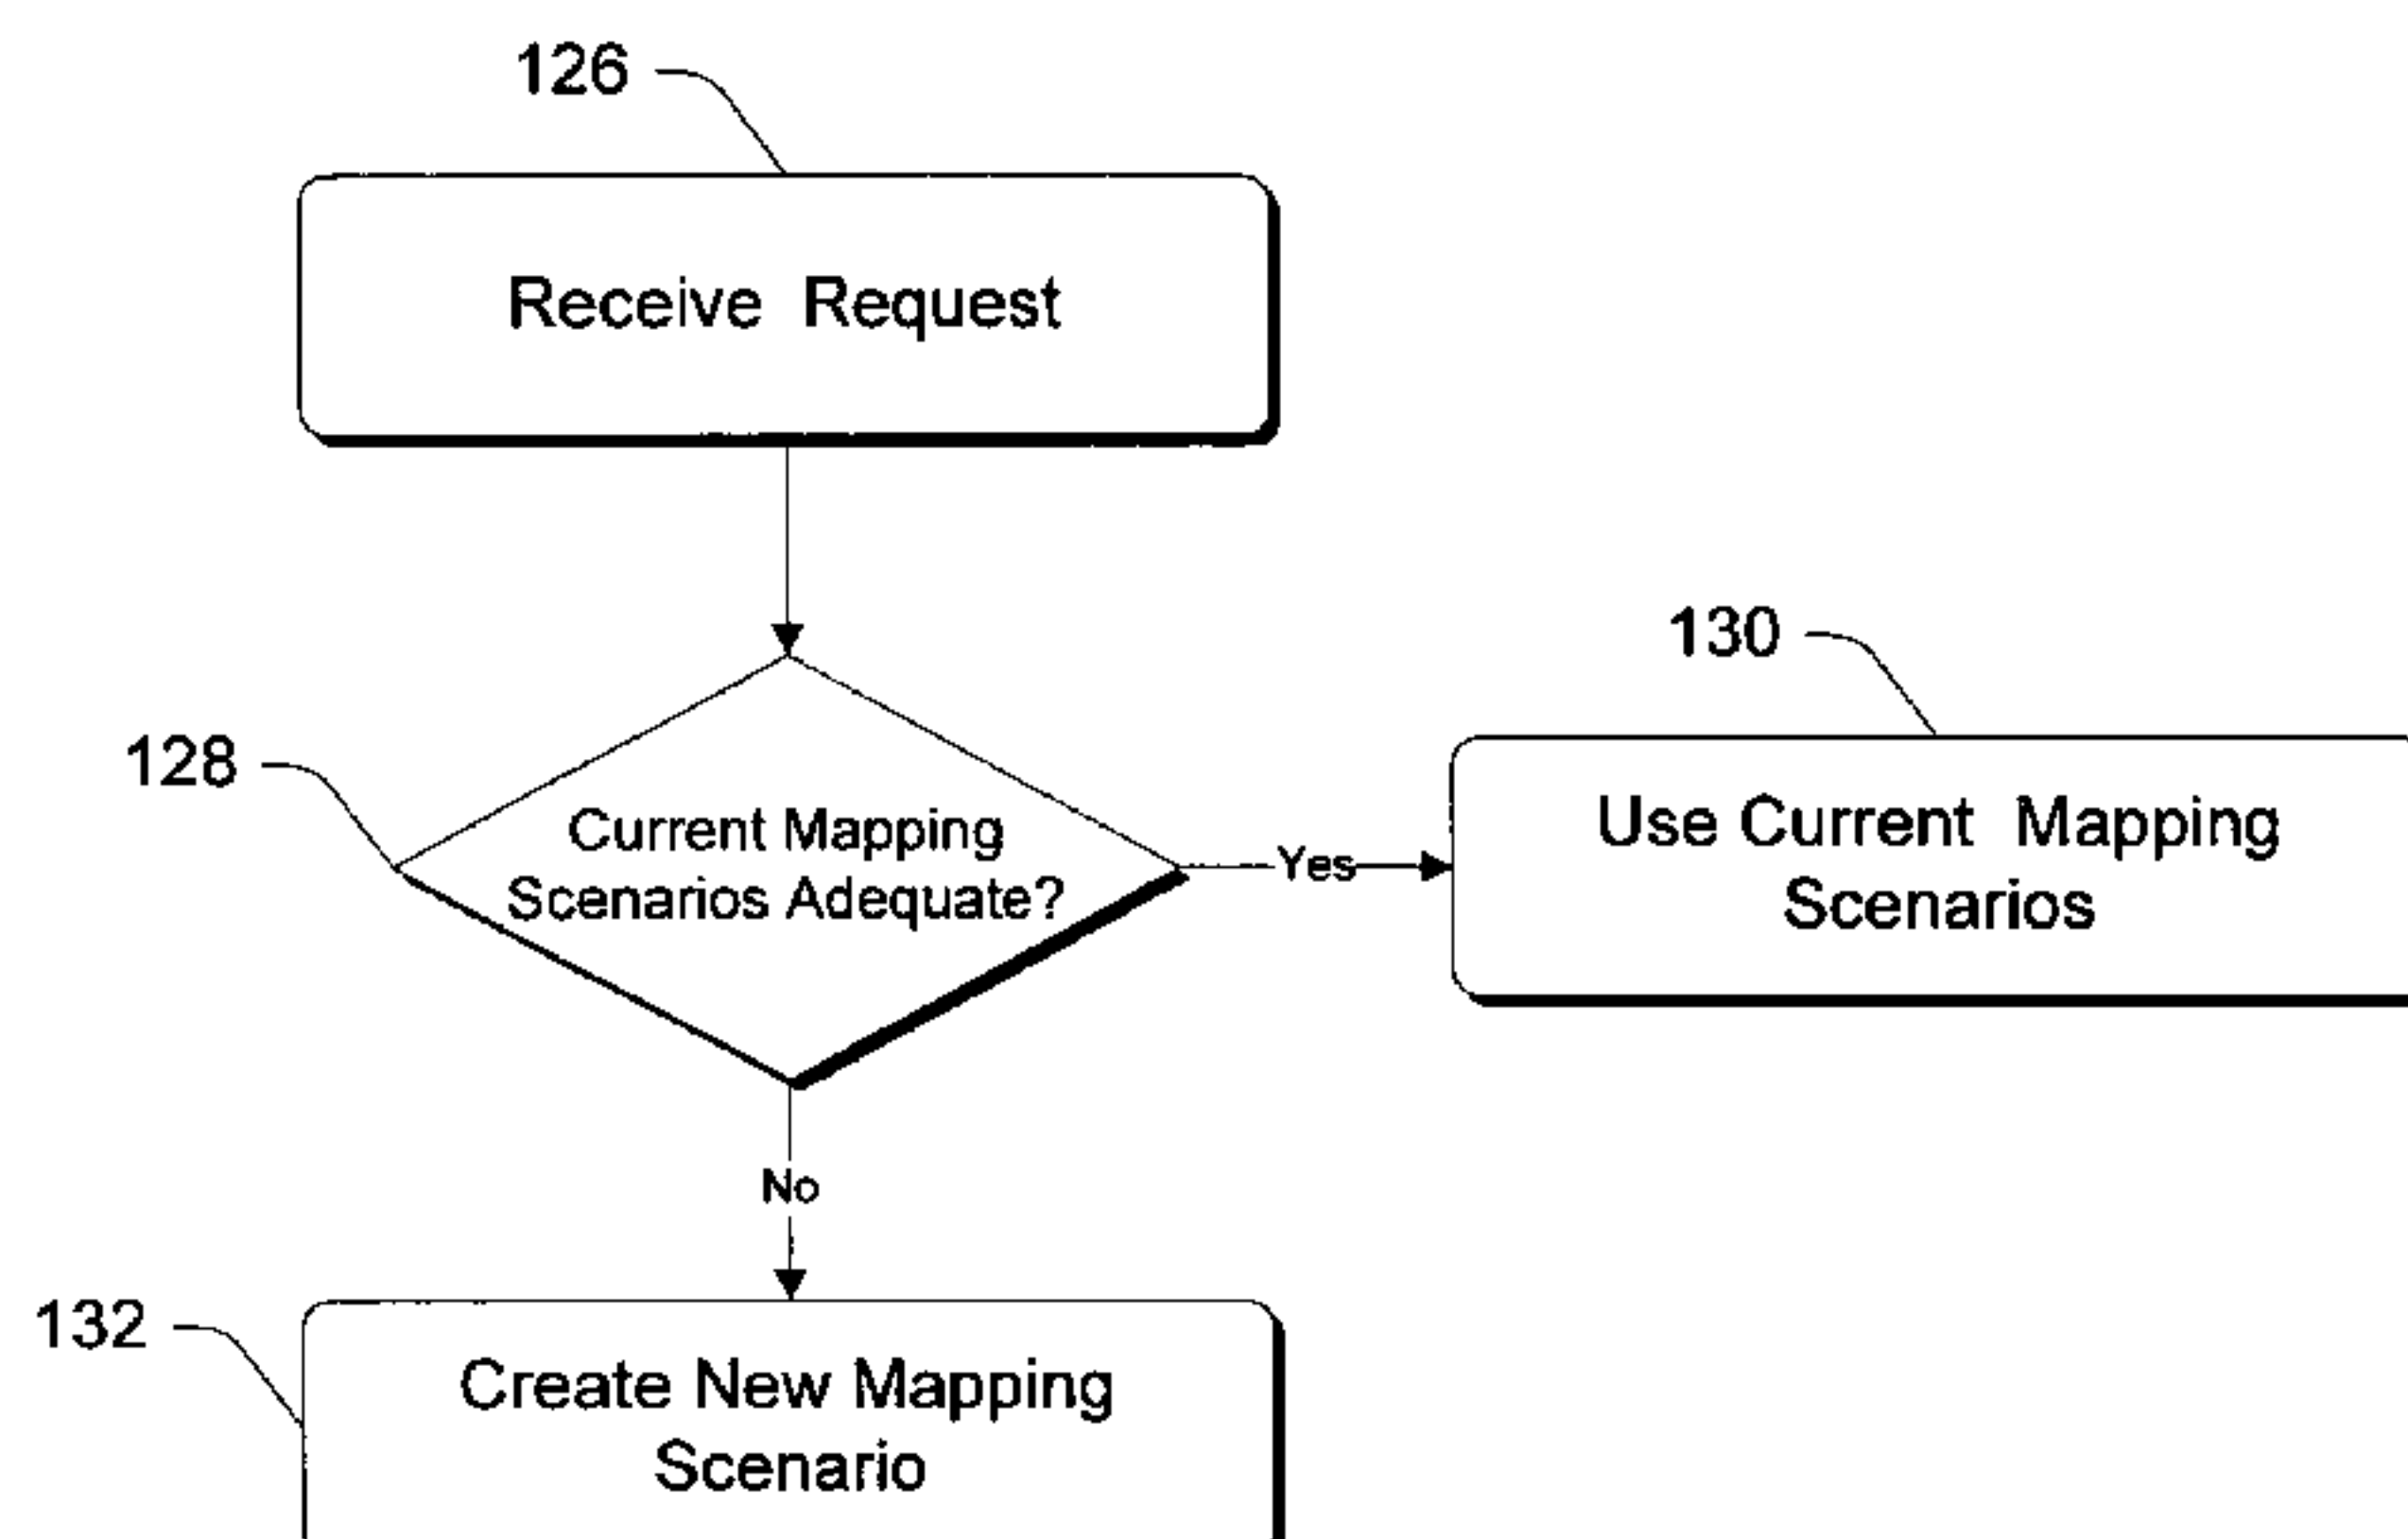 126
Receive Request
130
128
Current Mapping
Scenarios Adequate?
Yes
Use Current Mapping
Scenarios
No
132
Create New Mapping
Scenario